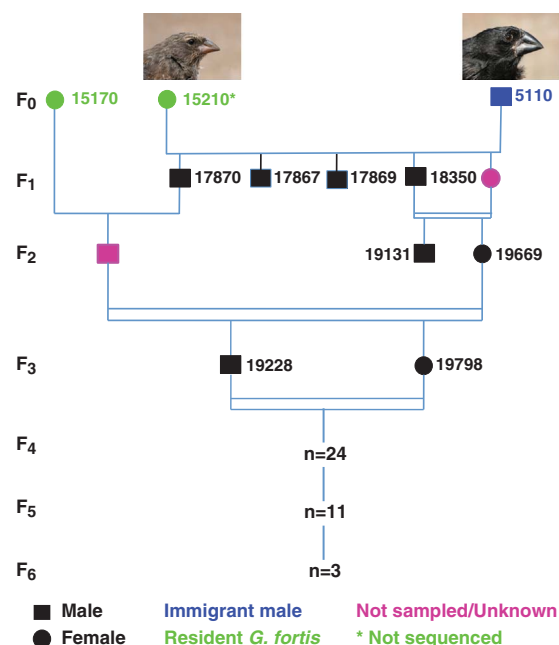 F0 15170 15210* 5110
F1 17870 17867 17869 18350
F2 19131 19669
F3 19228 19798
F4 n=24
F5 n=11
F6 n=3
Male Immigrant male Not sampled/Unknown
Female Resident G. fortis * Not sequenced